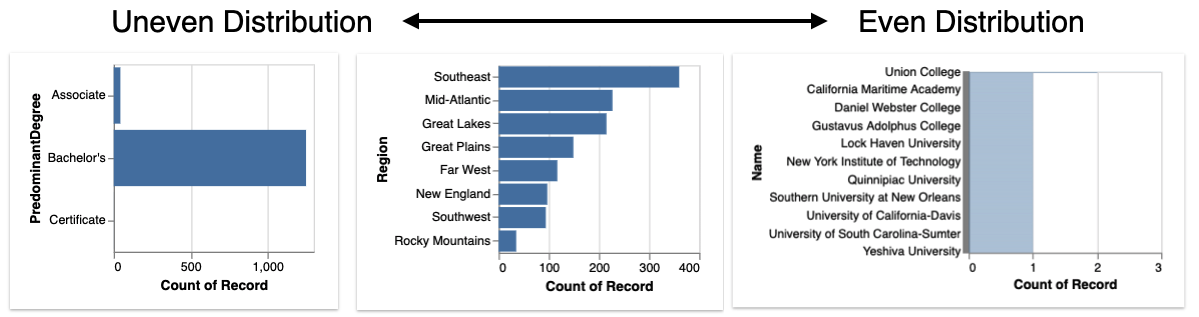 Uneven Distribution
Even Distribution
PredominantDegree
Associate
Bachelor's
Certificate
0 500 1,000
Count of Record
Region
Southeast
Mid-Atlantic
Great Lakes
Great Plains
Far West
New England
Southwest
Rocky Mountains
0 100 200 300 400
Count of Record
Name
Union College
California Maritime Academy
Daniel Webster College
Gustavus Adolphus College
Lock Haven University
New York Institute of Technology
Quinnipiac University
Southern University at New Orleans
University of California-Davis
University of South Carolina-Sumter
Yeshiva University
0 1 2 3
Count of Record